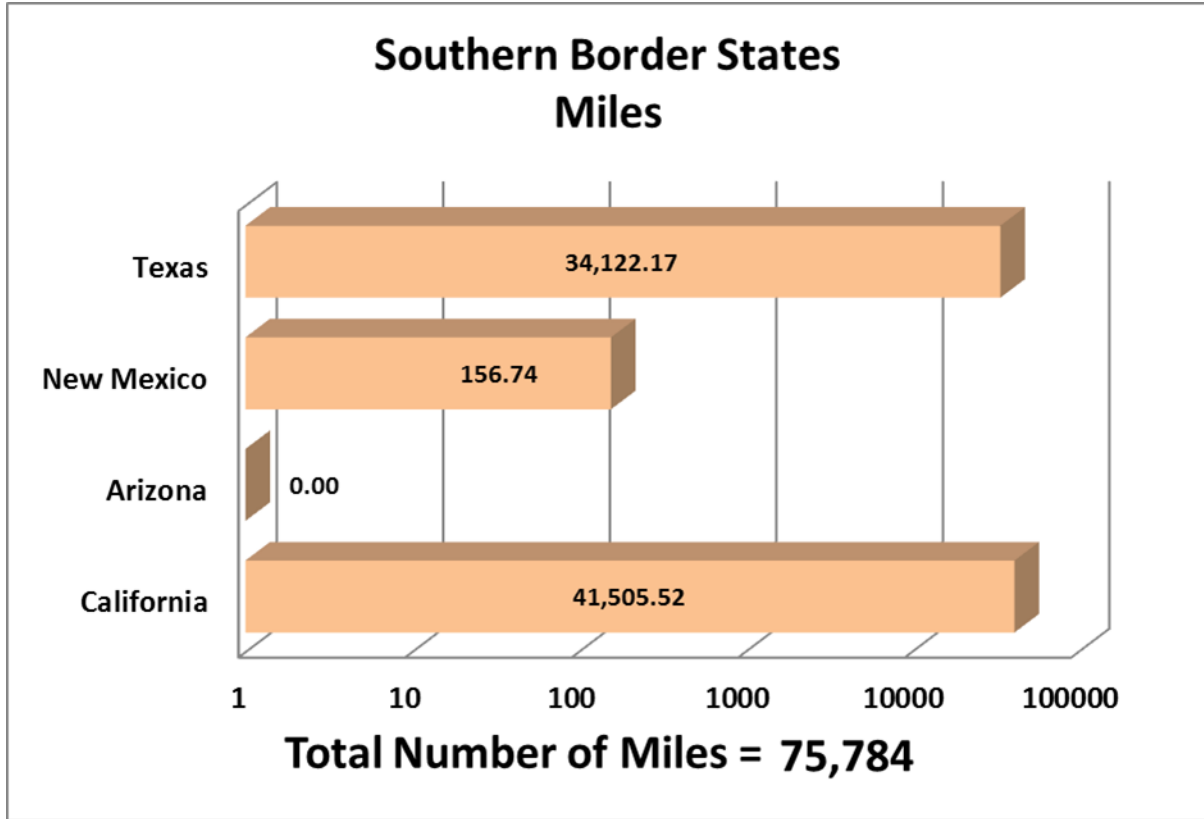 Southern Border States
Miles
Texas
34,122.17
New Mexico
156.74
Arizona
0.00
California
41,505.52
1 10 100 1000 10000 100000
Total Number of Miles = 75,784